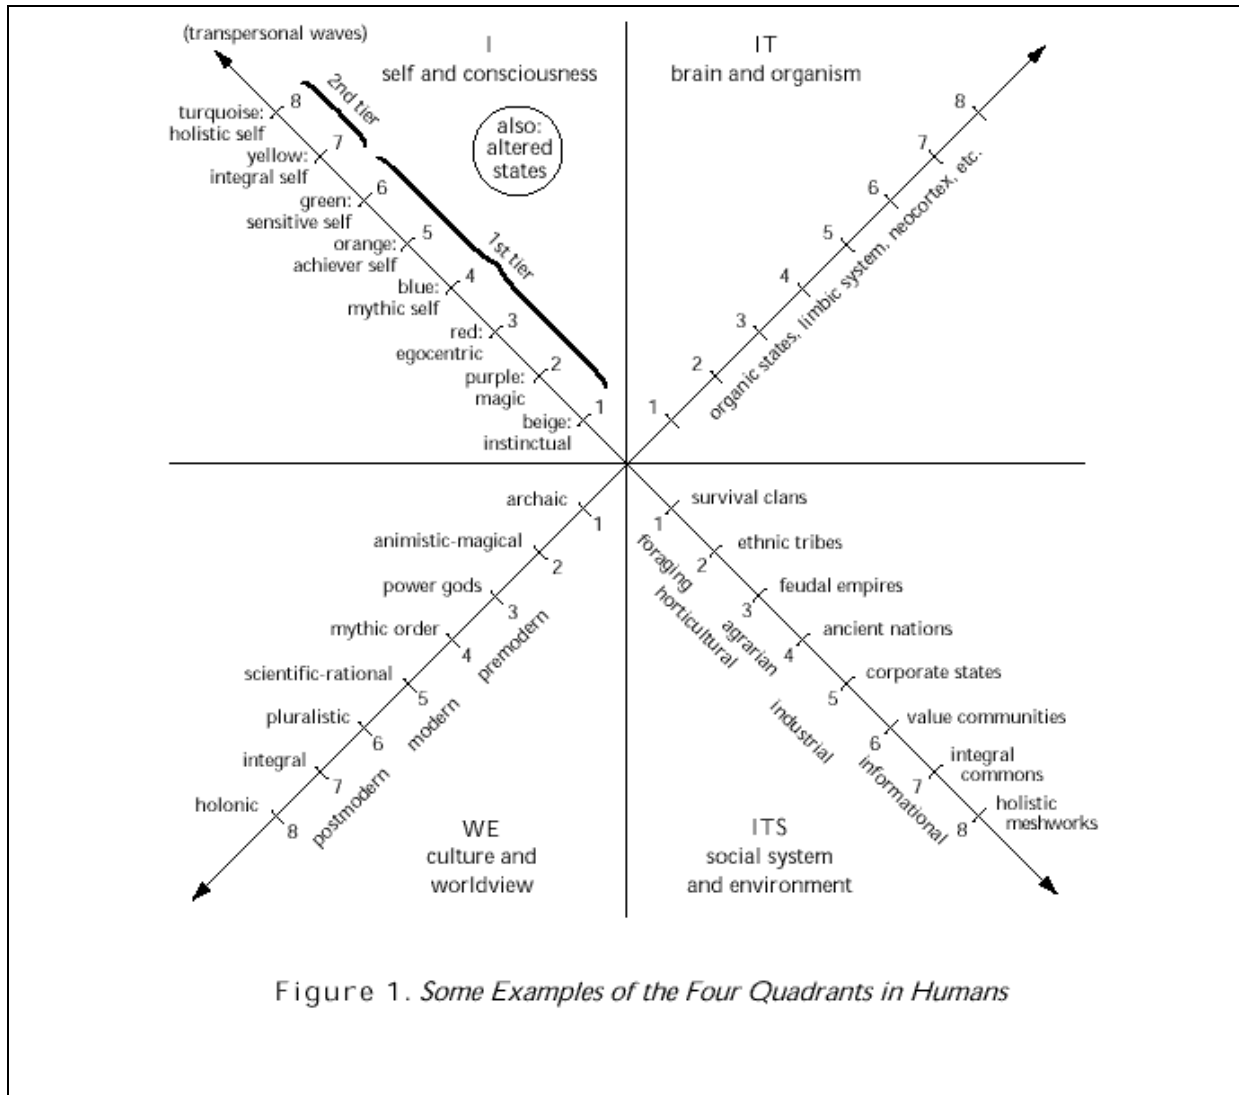 (transpersonal waves)
I
self and consciousness
2nd tier
also:
altered
states
1st tier
8
turquoise:
holistic self
7
yellow:
integral self
6
green:
sensitive self
5
orange:
achiever self
4
blue:
mythic self
3
red:
egocentric
2
purple:
magic
1
beige:
instinctual
IT
brain and organism
8
7
6
5
4
3
2
1
organic states, limbic system, neocortex, etc.
archaic
1
animistic-magical
2
power gods
3
mythic order
4
scientific-rational
5
pluralistic
6
integral
7
holonic
8
premodern
modern
postmodern
WE
culture and
worldview
survival clans
1
ethnic tribes
2
feudal empires
3
ancient nations
4
corporate states
5
value communities
6
integral
commons
7
holistic
meshworks
8
foraging
horticultural
agrarian
industrial
informational
ITS
social system
and environment
Figure 1. Some Examples of the Four Quadrants in Humans